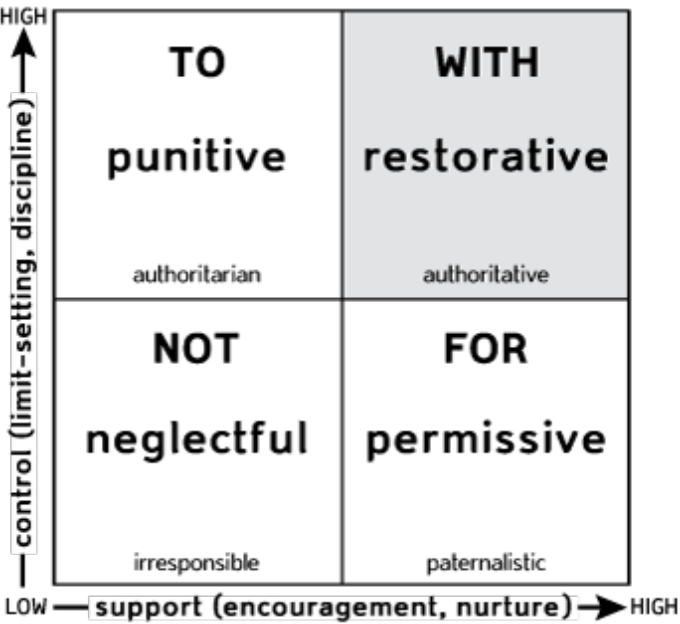 HIGH
TO
punitive
authoritarian
WITH
restorative
authoritative
control (limit-setting, discipline)
NOT
neglectful
irresponsible
FOR
permissive
paternalistic
LOW
support (encouragement, nurture)
HIGH